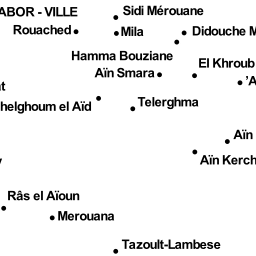 ABOR - VILLE
Sidi Mérouane
Rouached
Mila
Didouche M
Hamma Bouziane
El Khroub
Aïn Smara
'A
t
helghoum el Aïd
Telerghma
Aïn
Aïn Kerch
Râs el Aïoun
Merouana
Tazoult-Lambese